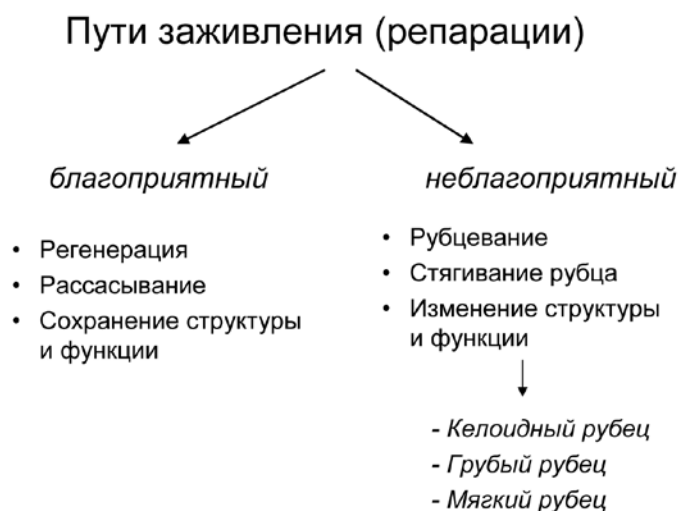 Пути заживления (репарации)
благоприятный
• Регенерация
• Рассасывание
• Сохранение структуры
и функции
неблагоприятный
• Рубцевание
• Стягивание рубца
• Изменение структуры
и функции
- Келоидный рубец
- Грубый рубец
- Мягкий рубец